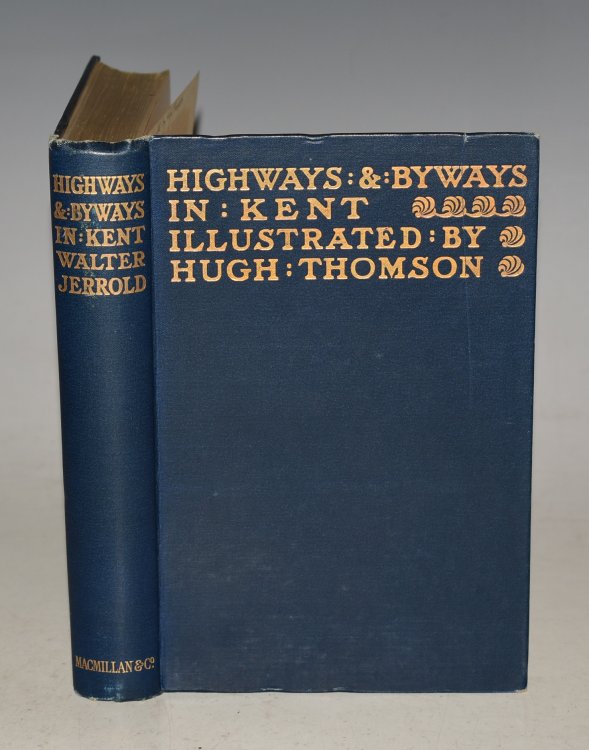 HIGHWAYS
&:BYWAYS
IN:KENT
WALTER
JERROLD
MACMILLAN & Co.
HIGHWAYS:&:BYWAYS
IN:KENT
ILLUSTRATED:BY
HUGH:THOMSON